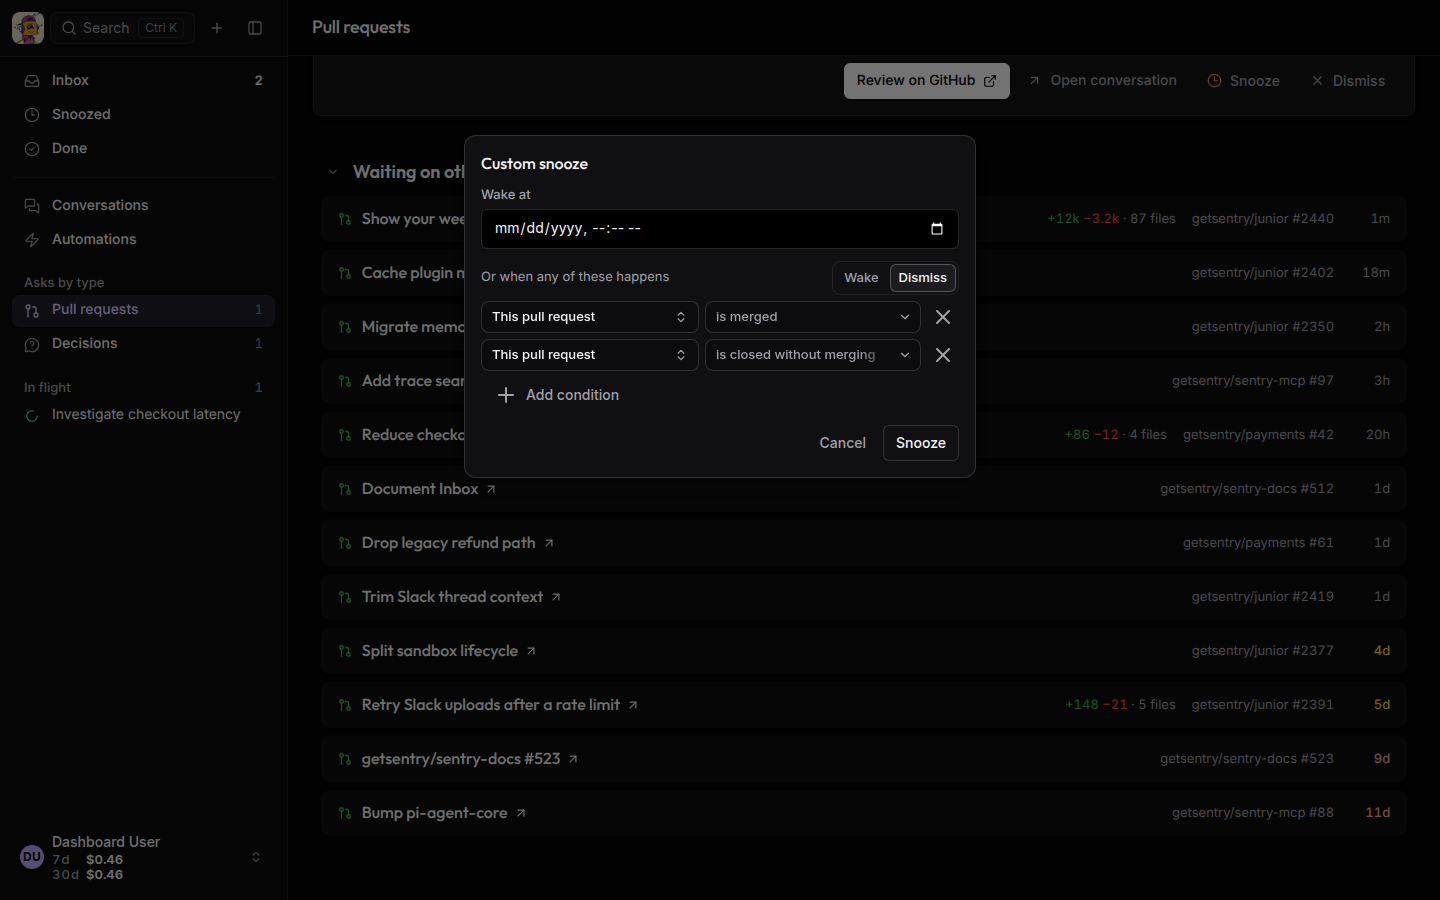 Search Ctrl K
Pull requests
Inbox 2
Snoozed
Done
Conversations
Automations
Asks by type
Pull requests 1
Decisions 1
In flight 1
Investigate checkout latency
Dashboard User
DU
7d $0.46
30d $0.46
Review on GitHub
Open conversation
Snooze
Dismiss
Custom snooze
Wake at
mm/dd/yyyy, --:-- --
Or when any of these happens
Wake Dismiss
This pull request is merged
This pull request is closed without merging
Add condition
Cancel Snooze
Waiting on
Show your +12k −3.2k · 87 files getsentry/junior #2440 1m
Cache plugin getsentry/junior #2402 18m
Migrate getsentry/junior #2350 2h
Add trace getsentry/sentry-mcp #97 3h
Reduce +86 −12 · 4 files getsentry/payments #42 20h
Document Inbox getsentry/sentry-docs #512 1d
Drop legacy refund path getsentry/payments #61 1d
Trim Slack thread context getsentry/junior #2419 1d
Split sandbox lifecycle getsentry/junior #2377 4d
Retry Slack uploads after a rate limit +148 −21 · 5 files getsentry/junior #2391 5d
getsentry/sentry-docs #523 getsentry/sentry-docs #523 9d
Bump pi-agent-core getsentry/sentry-mcp #88 11d